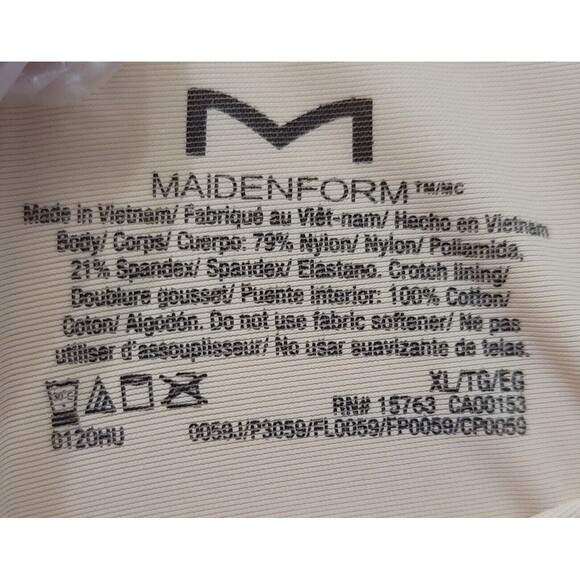 M
MAIDENFORM™/MC
Made in Vietnam/ Fabriqué au Viêt-nam/ Hecho en Vietnam
Body/ Corps/ Cuerpo: 79% Nylon/ Nylon/ Poliamida,
21% Spandex/ Spandex/ Elastano. Crotch lining/
Doublure gousset/ Puente interior: 100% Cotton/
Coton/ Algodón. Do not use fabric softener/ Ne pas
utiliser d'assouplisseur/ No usar suavizante de telas.
30°C
XL/TG/EG
RN# 15763 CA00153
0120HU 0059J/P3059/FL0059/FP0059/CP0059